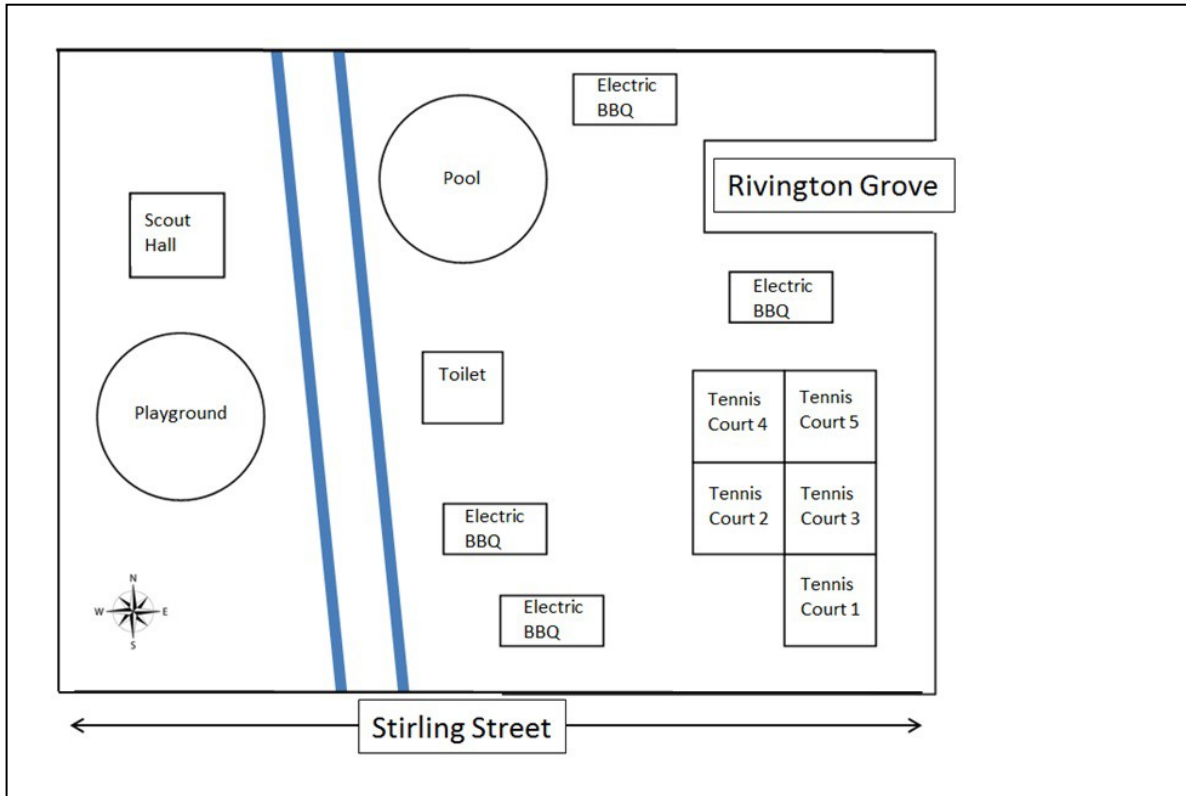 Electric
BBQ
Pool
Rivington Grove
Scout
Hall
Electric
BBQ
Toilet
Playground
Tennis
Court 4
Tennis
Court 5
Electric
BBQ
Tennis
Court 2
Tennis
Court 3
N
W
E
S
Electric
BBQ
Tennis
Court 1
Stirling Street